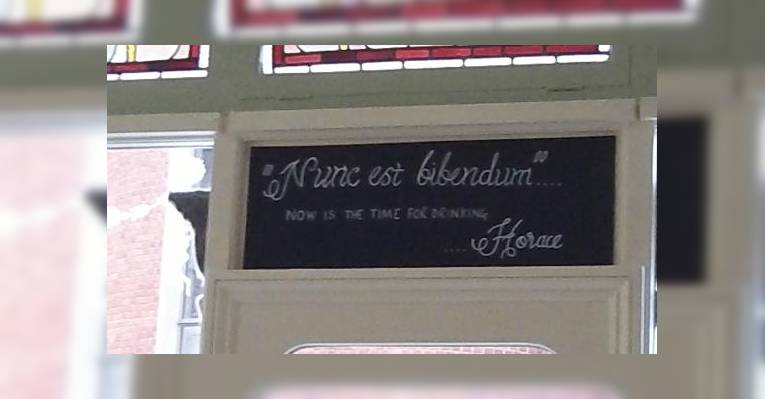 "Nunc est bibendum"....
NOW IS THE TIME FOR DRINKING
....Horace